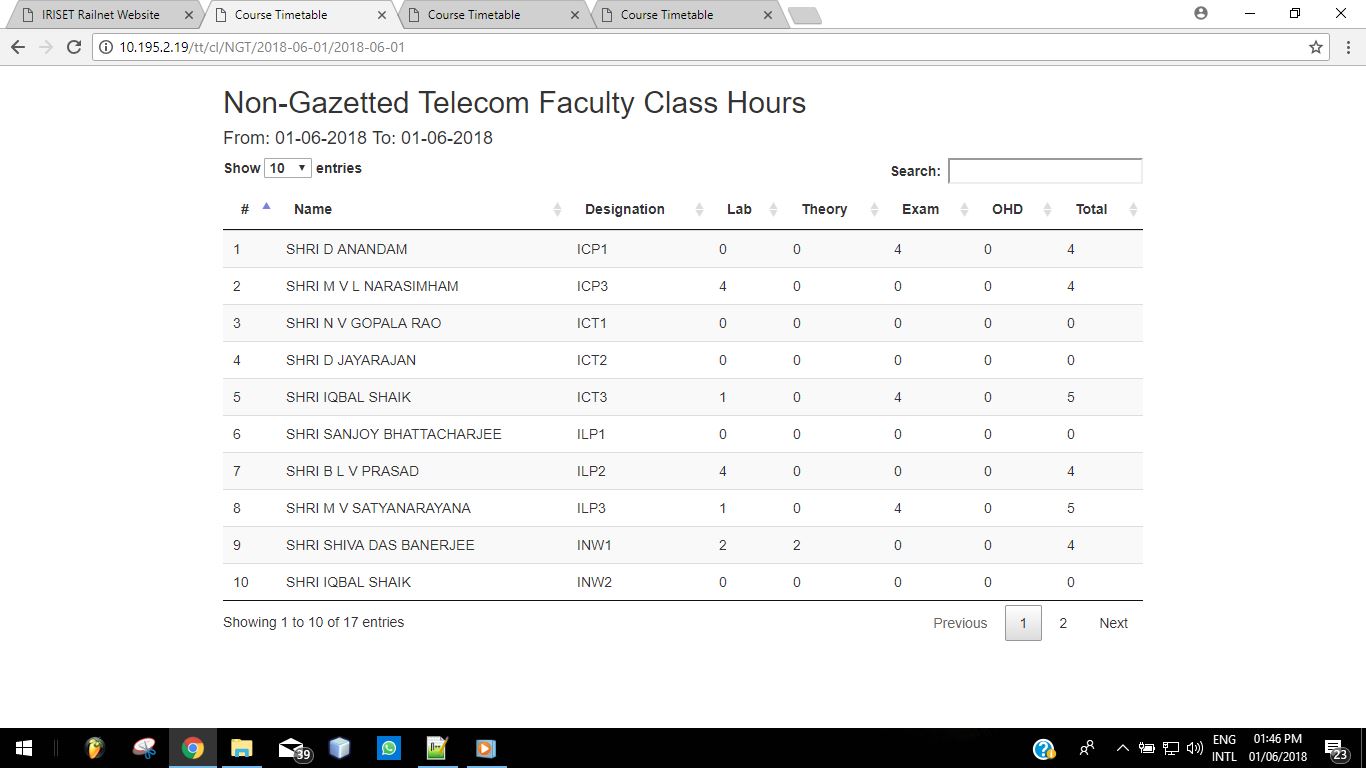 IRISET Railnet Website Course Timetable Course Timetable Course Timetable
10.195.2.19/tt/cl/NGT/2018-06-01/2018-06-01
Non-Gazetted Telecom Faculty Class Hours
From: 01-06-2018 To: 01-06-2018
Show 10 entries Search:
# Name Designation Lab Theory Exam OHD Total
1 SHRI D ANANDAM ICP1 0 0 4 0 4
2 SHRI M V L NARASIMHAM ICP3 4 0 0 0 4
3 SHRI N V GOPALA RAO ICT1 0 0 0 0 0
4 SHRI D JAYARAJAN ICT2 0 0 0 0 0
5 SHRI IQBAL SHAIK ICT3 1 0 4 0 5
6 SHRI SANJOY BHATTACHARJEE ILP1 0 0 0 0 0
7 SHRI B L V PRASAD ILP2 4 0 0 0 4
8 SHRI M V SATYANARAYANA ILP3 1 0 4 0 5
9 SHRI SHIVA DAS BANERJEE INW1 2 2 0 0 4
10 SHRI IQBAL SHAIK INW2 0 0 0 0 0
Showing 1 to 10 of 17 entries Previous 1 2 Next
39 ENG 01:46 PM
INTL 01/06/2018 23